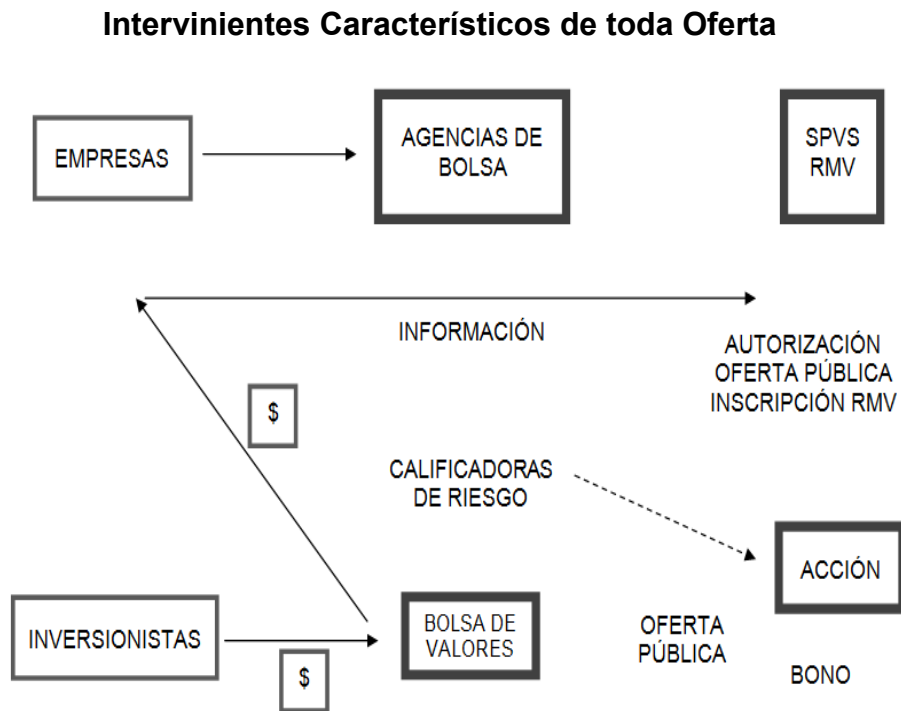 Intervinientes Característicos de toda Oferta
EMPRESAS
AGENCIAS DE
BOLSA
SPVS
RMV
INFORMACIÓN
AUTORIZACIÓN
OFERTA PÚBLICA
INSCRIPCIÓN RMV
$
CALIFICADORAS
DE RIESGO
ACCIÓN
INVERSIONISTAS
$
BOLSA DE
VALORES
OFERTA
PÚBLICA
BONO